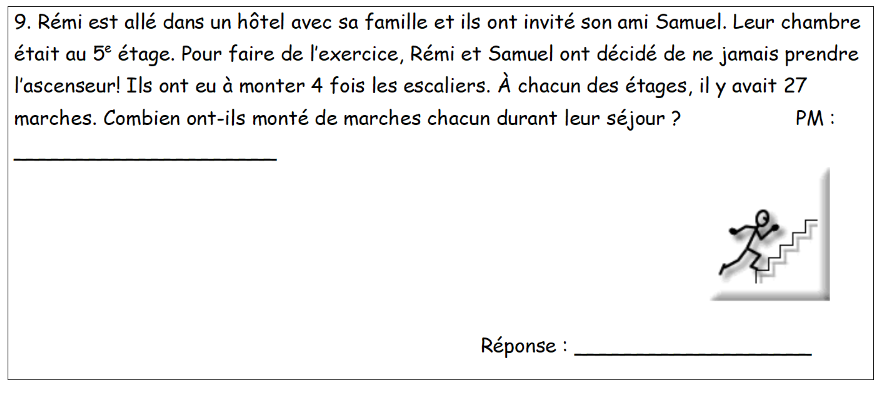 9. Rémi est allé dans un hôtel avec sa famille et ils ont invité son ami Samuel. Leur chambre
était au 5e étage. Pour faire de l'exercice, Rémi et Samuel ont décidé de ne jamais prendre
l'ascenseur! Ils ont eu à monter 4 fois les escaliers. À chacun des étages, il y avait 27
marches. Combien ont-ils monté de marches chacun durant leur séjour ? PM :
Réponse :